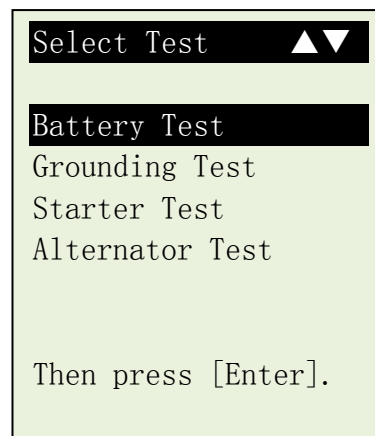 Select Test ▲▼
Battery Test
Grounding Test
Starter Test
Alternator Test
Then press [Enter].